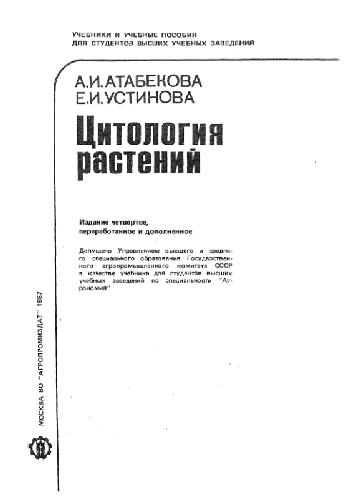 УЧЕБНИКИ И УЧЕБНЫЕ ПОСОБИЯ
ДЛЯ СТУДЕНТОВ ВЫСШИХ УЧЕБНЫХ ЗАВЕДЕНИЙ
А.И.АТАБЕКОВА
Е.И.УСТИНОВА
Цитология
растений
Издание четвертое,
переработанное и дополненное
Допущено Управлением высшего и средне-
го специального образования Государствен-
ного агропромышленного комитета СССР
в качестве учебника для студентов высших
учебных заведений по специальности "Аг-
рономия"
МОСКВА ВО "АГРОПРОМИЗДАТ" 1987